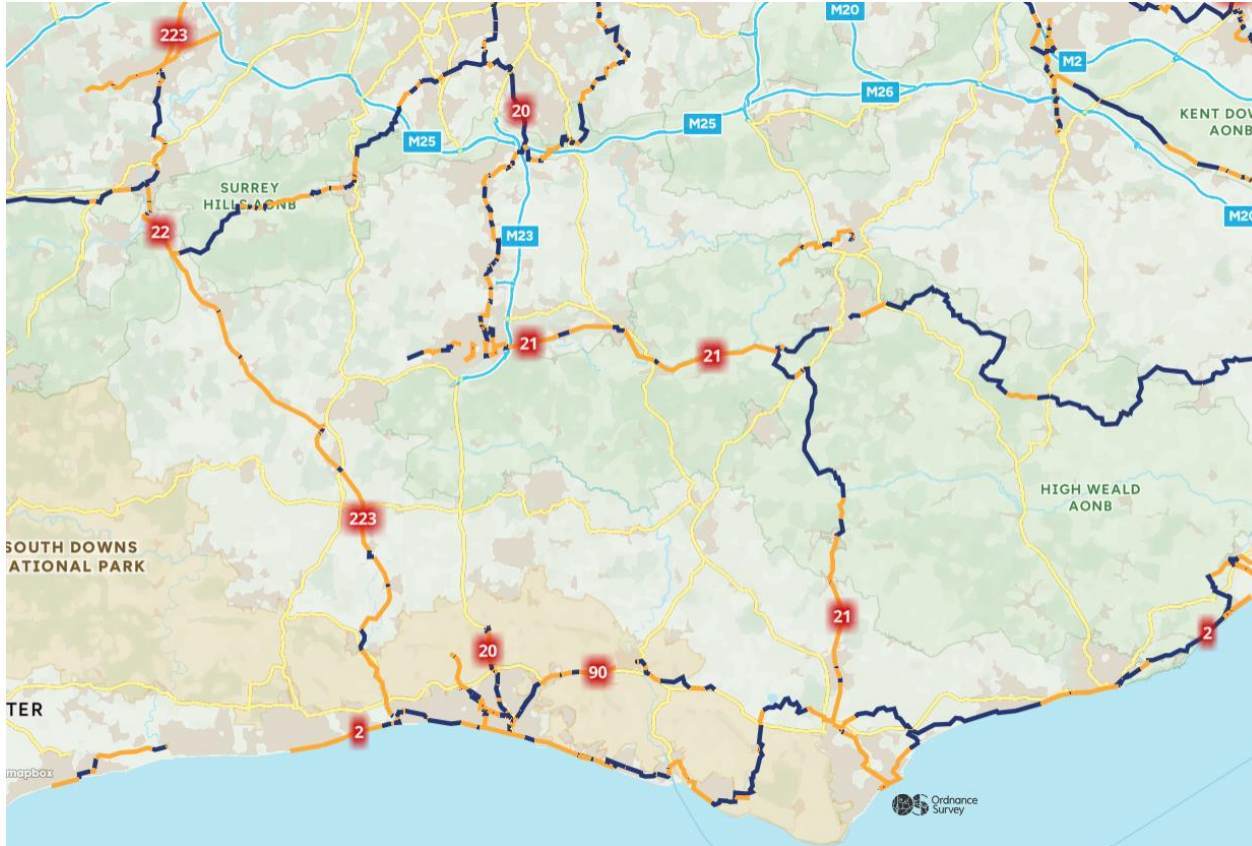 M20
223
M2
M26
20
M25
KENT DOW
AONB
M25
SURREY
HILLS AONB
M20
22
M23
21
21
HIGH WEALD
AONB
223
SOUTH DOWNS
ATIONAL PARK
21
2
20
90
TER
2
mapbox
Ordnance
Survey